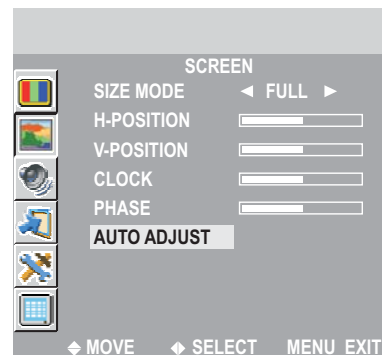 SCREEN
SIZE MODE FULL
H-POSITION
V-POSITION
CLOCK
PHASE
AUTO ADJUST
MOVE SELECT MENU EXIT